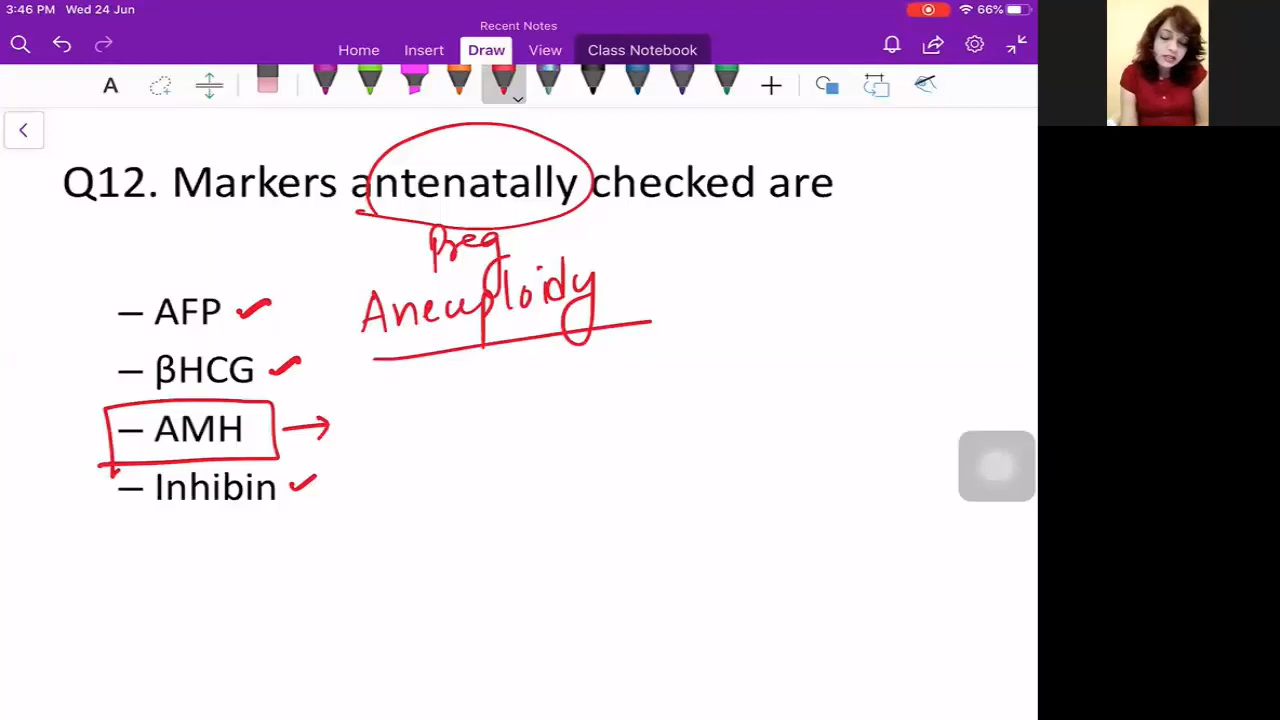 3:46 PM Wed 24 Jun
66%
Recent Notes
Home Insert Draw View Class Notebook
A
Q12. Markers antenatally checked are
Preg
Aneuploidy
– AFP ✓
– βHCG ✓
– AMH →
– Inhibin ✓